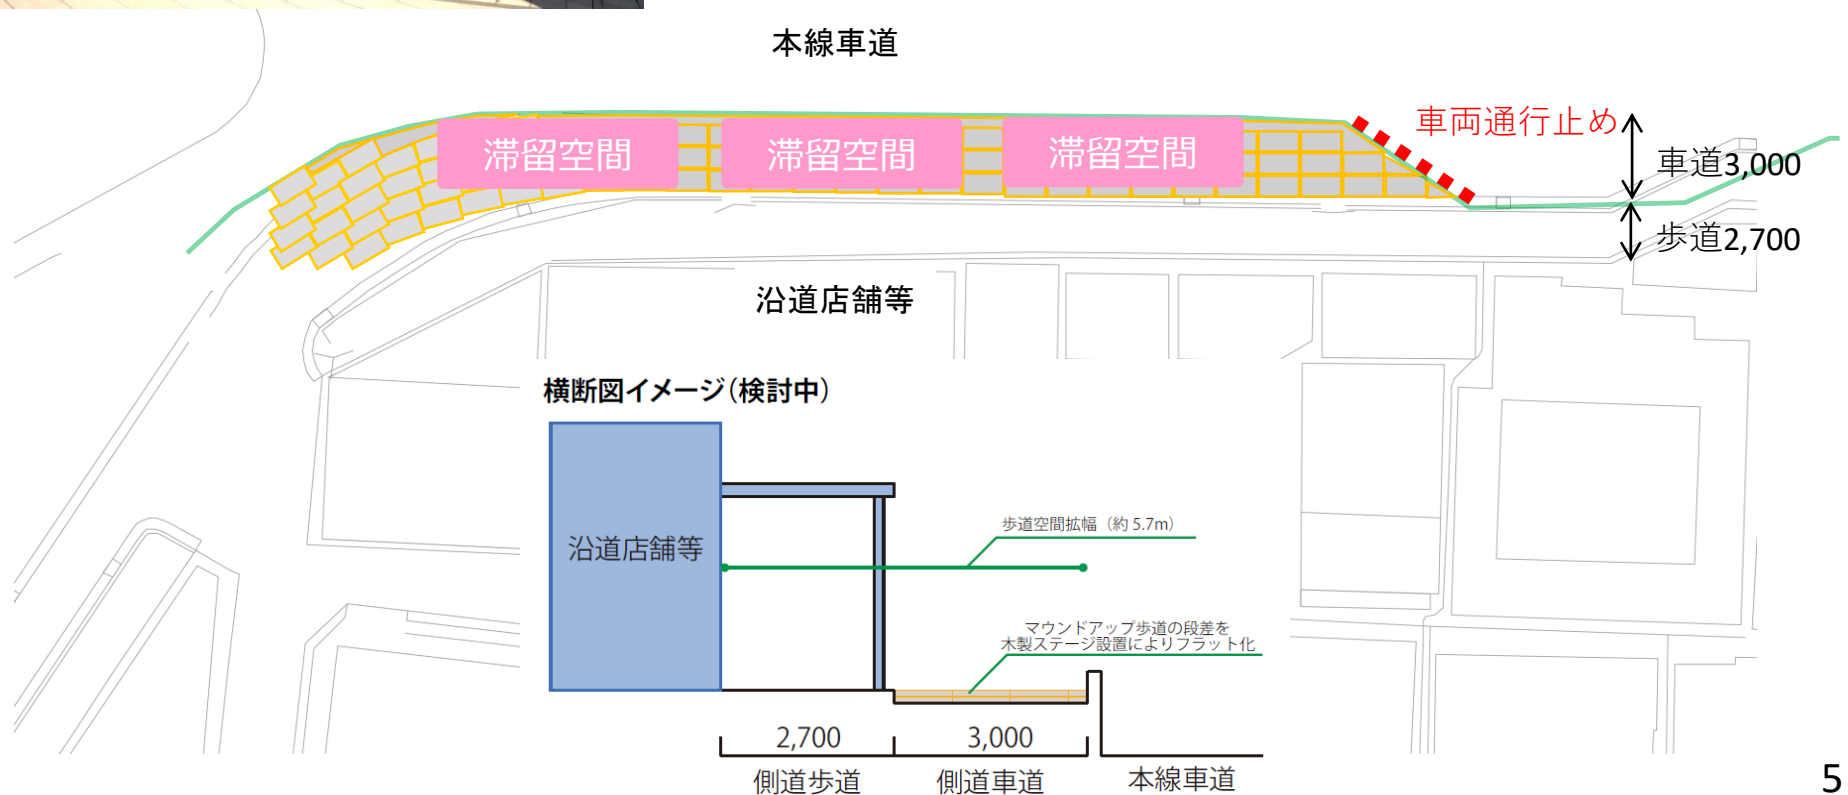 本線車道
車両通行止め
滞留空間
滞留空間
滞留空間
車道3,000
歩道2,700
沿道店舗等
横断図イメージ(検討中)
沿道店舗等
歩道空間拡幅（約 5.7m）
マウンドアップ歩道の段差を
木製ステージ設置によりフラット化
2,700
3,000
側道歩道
側道車道
本線車道
5